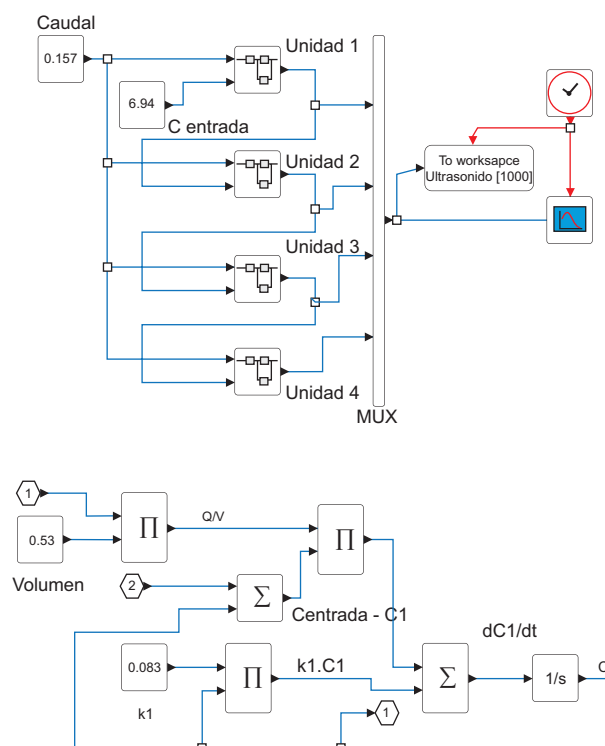 Caudal
0.157
Unidad 1
6.94
C entrada
Unidad 2
To worksapce
Ultrasonido [1000]
Unidad 3
Unidad 4
MUX
1
∏
Q/V
∏
0.53
Volumen
2
Σ
Centrada - C1
dC1/dt
0.083
∏
k1.C1
Σ
1/s
k1
1